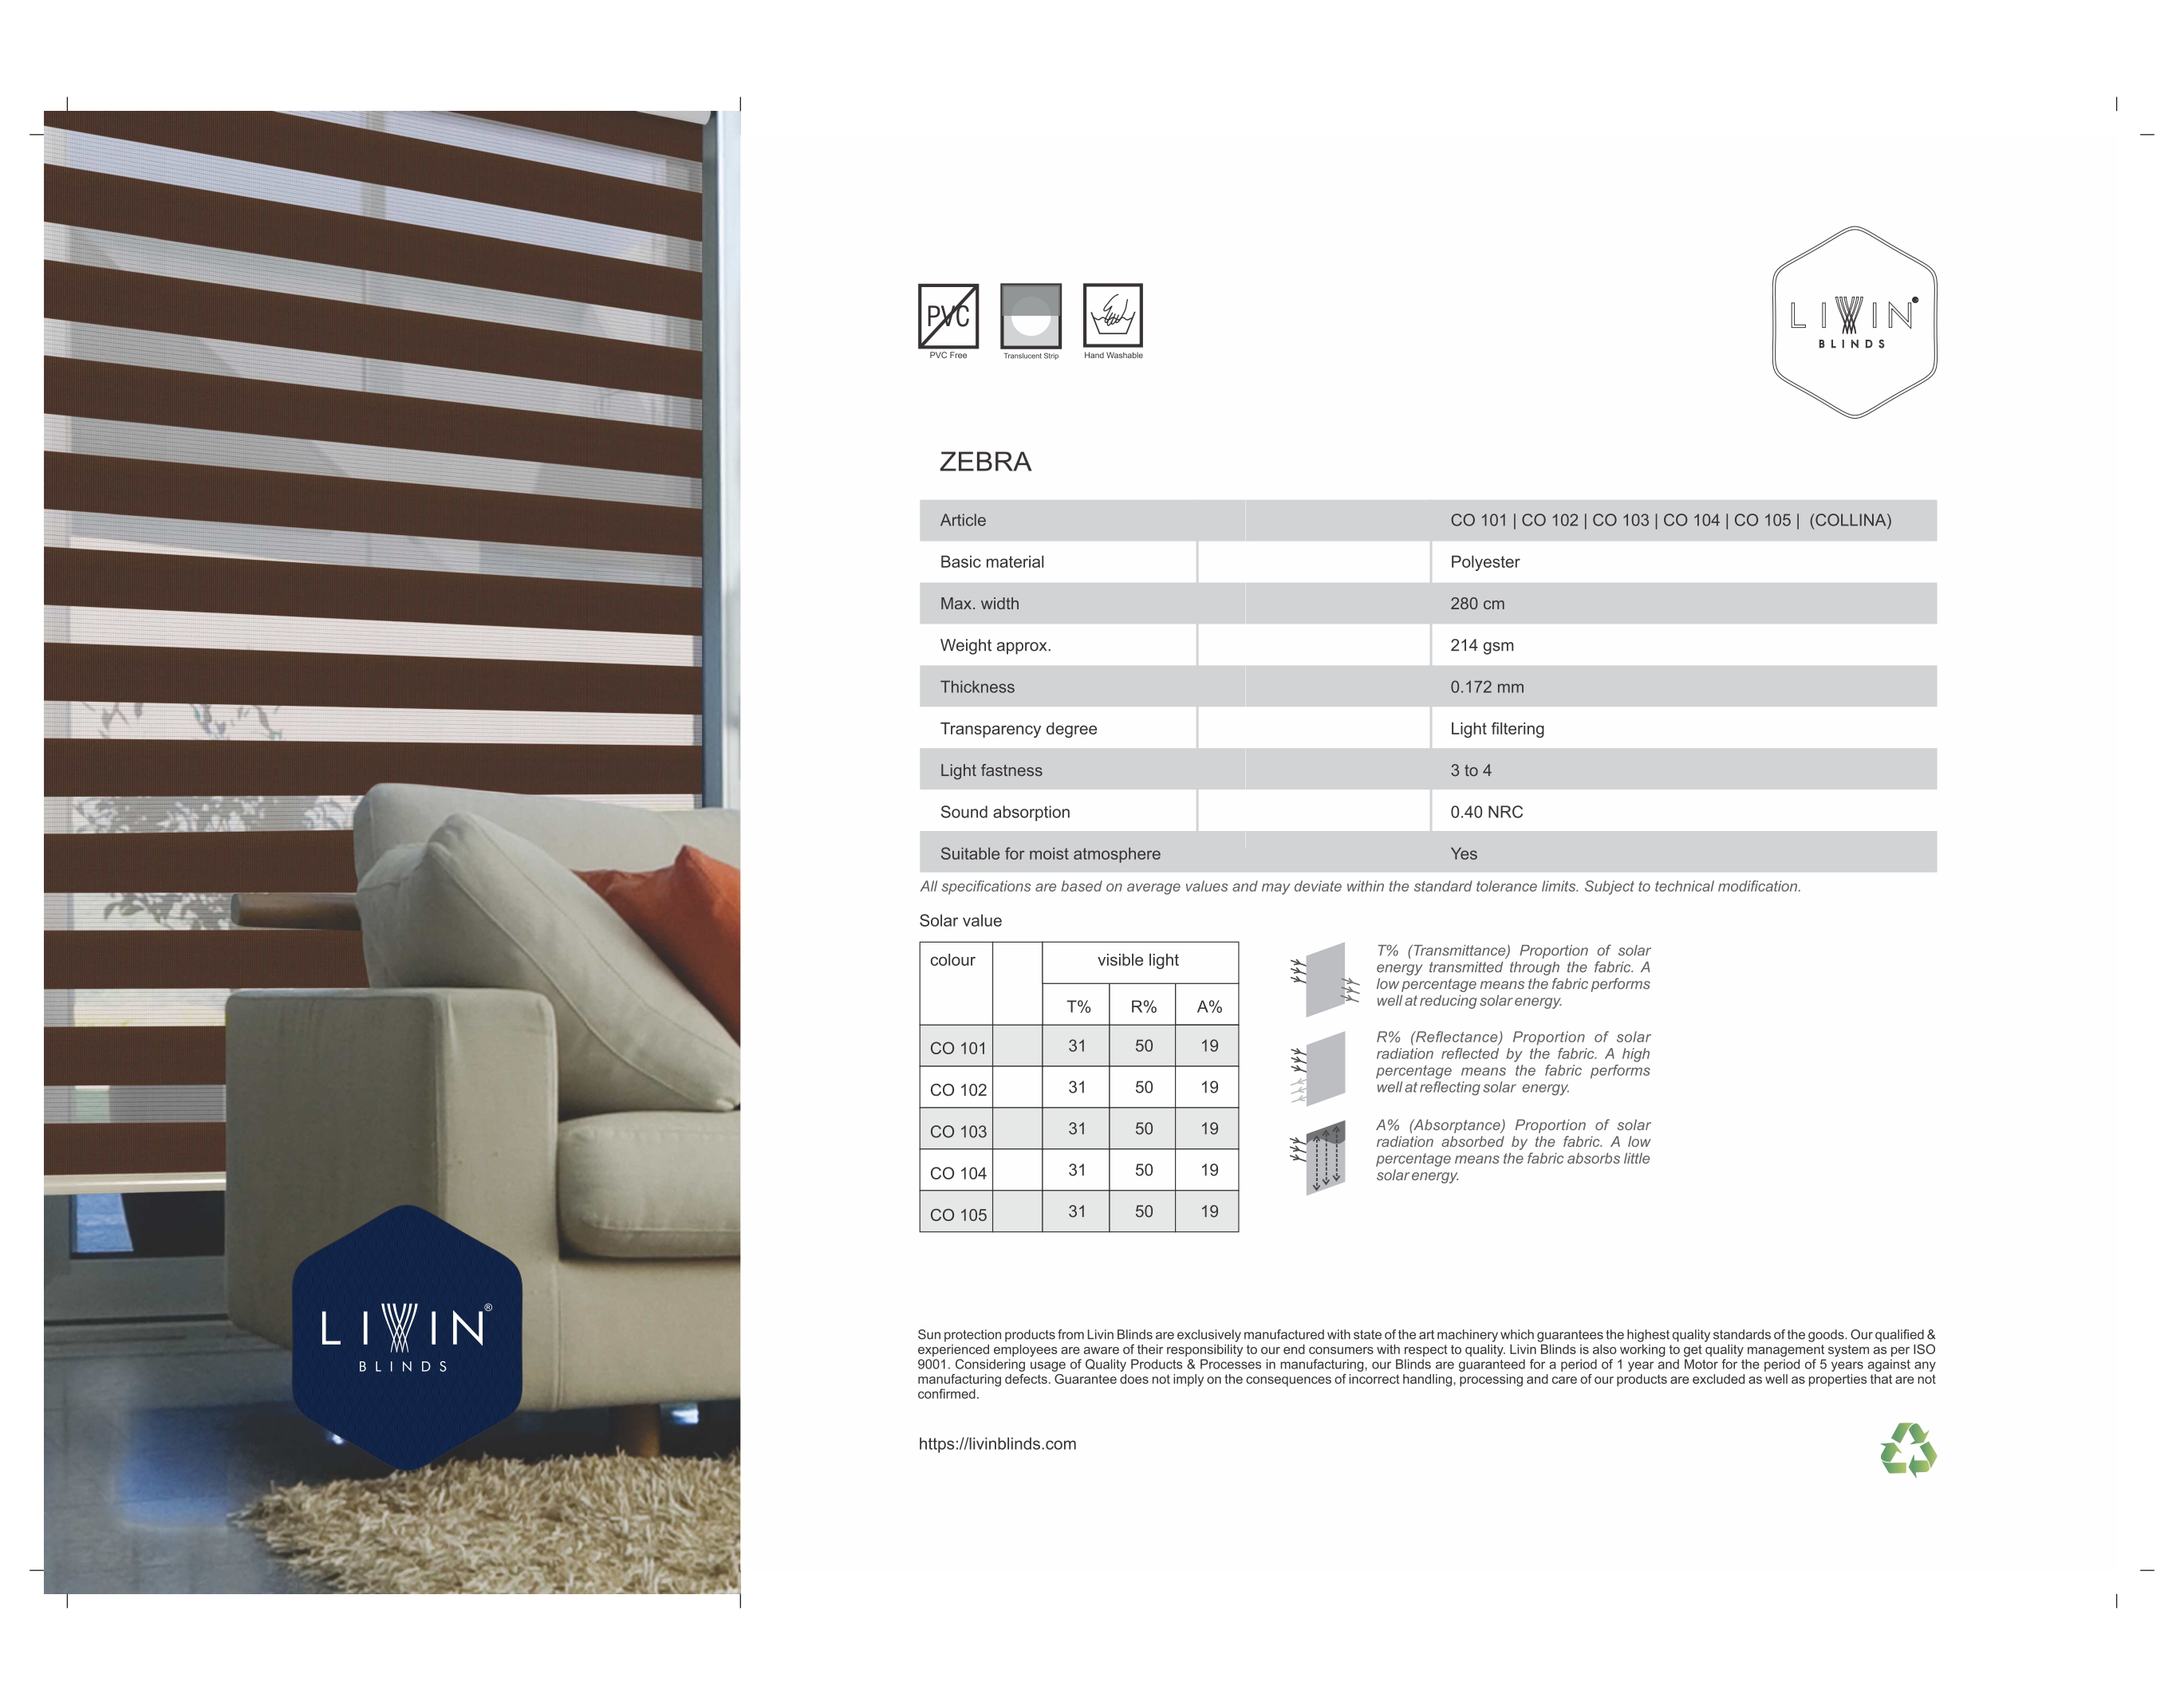 LIVIN®
BLINDS
PVC
PVC Free
Translucent Strip
Hand Washable
LIVIN®
BLINDS
ZEBRA
Article CO 101 | CO 102 | CO 103 | CO 104 | CO 105 | (COLLINA)
Basic material Polyester
Max. width 280 cm
Weight approx. 214 gsm
Thickness 0.172 mm
Transparency degree Light filtering
Light fastness 3 to 4
Sound absorption 0.40 NRC
Suitable for moist atmosphere Yes
All specifications are based on average values and may deviate within the standard tolerance limits. Subject to technical modification.
Solar value
colour visible light
T% R% A%
CO 101 31 50 19
CO 102 31 50 19
CO 103 31 50 19
CO 104 31 50 19
CO 105 31 50 19
T% (Transmittance) Proportion of solar
energy transmitted through the fabric. A
low percentage means the fabric performs
well at reducing solar energy.
R% (Reflectance) Proportion of solar
radiation reflected by the fabric. A high
percentage means the fabric performs
well at reflecting solar energy.
A% (Absorptance) Proportion of solar
radiation absorbed by the fabric. A low
percentage means the fabric absorbs little
solar energy.
Sun protection products from Livin Blinds are exclusively manufactured with state of the art machinery which guarantees the highest quality standards of the goods. Our qualified &
experienced employees are aware of their responsibility to our end consumers with respect to quality. Livin Blinds is also working to get quality management system as per ISO
9001. Considering usage of Quality Products & Processes in manufacturing, our Blinds are guaranteed for a period of 1 year and Motor for the period of 5 years against any
manufacturing defects. Guarantee does not imply on the consequences of incorrect handling, processing and care of our products are excluded as well as properties that are not
confirmed.
https://livinblinds.com